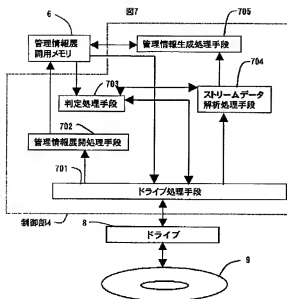 図7
6
705
管理情報展
開用メモリ
管理情報生成処理手段
703
704
判定処理手段
ストリームデータ
解析処理手段
702
管理情報展開処理手段
701
ドライブ処理手段
制御部4
8
ドライブ
9